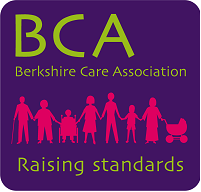 BCA
Berkshire Care Association
Raising standards